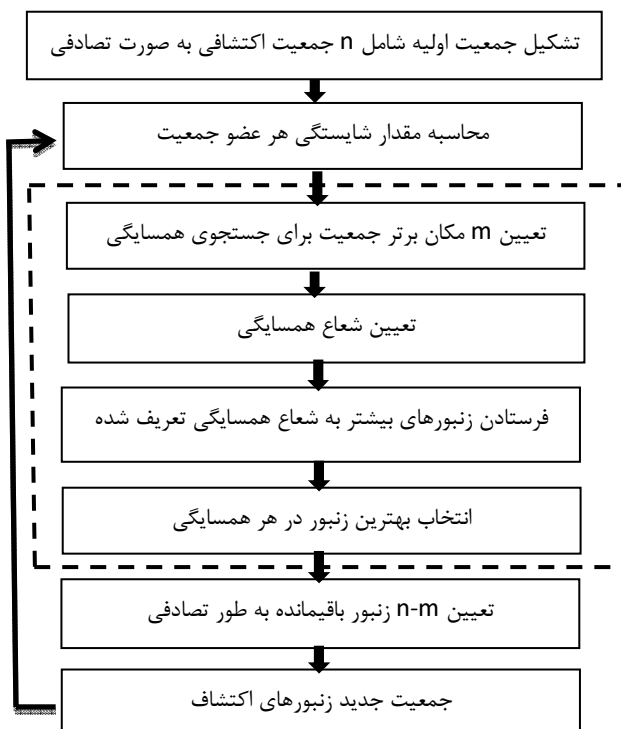 تشکیل جمعیت اولیه شامل n جمعیت اکتشافی به صورت تصادفی
محاسبه مقدار شایستگی هر عضو جمعیت
تعیین m مکان برتر جمعیت برای جستجوی همسایگی
تعیین شعاع همسایگی
فرستادن زنبورهای بیشتر به شعاع همسایگی تعریف شده
انتخاب بهترین زنبور در هر همسایگی
تعیین n-m زنبور باقیمانده به طور تصادفی
جمعیت جدید زنبورهای اکتشاف